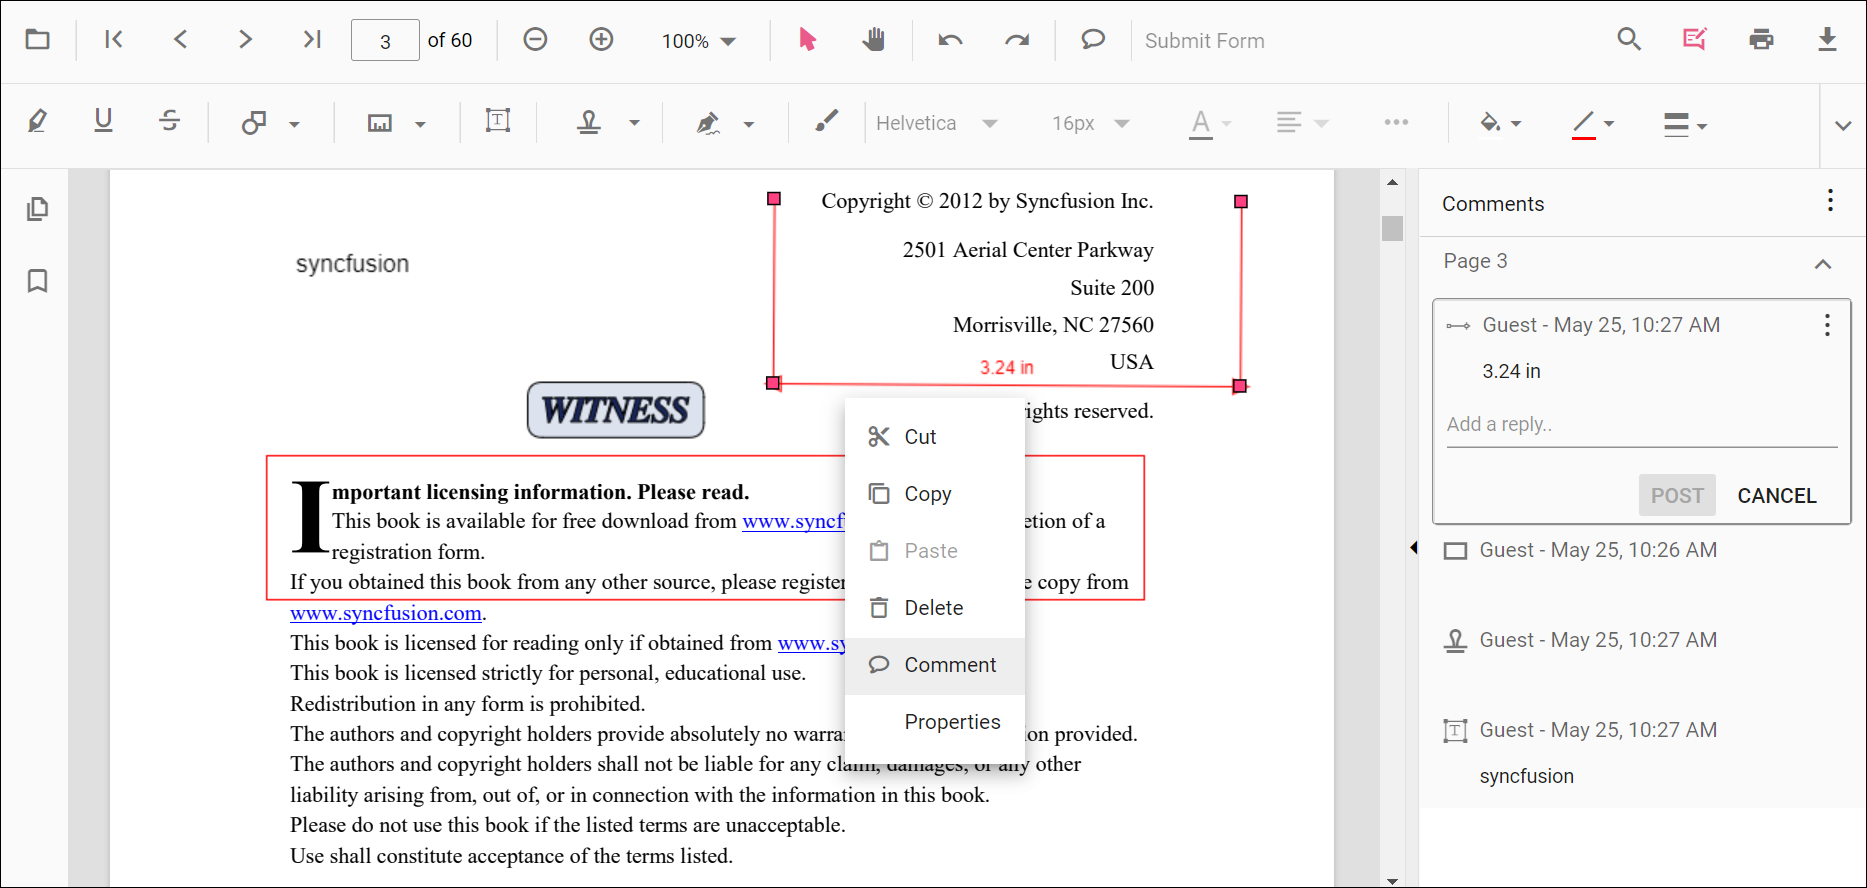 3 of 60 100% Submit Form
Helvetica 16px A
syncfusion
Copyright © 2012 by Syncfusion Inc.
2501 Aerial Center Parkway
Suite 200
Morrisville, NC 27560
3.24 in USA
WITNESS
ights reserved.
Important licensing information. Please read.
This book is available for free download from www.syncf etion of a
registration form.
If you obtained this book from any other source, please register e copy from
www.syncfusion.com.
This book is licensed for reading only if obtained from www.sy
This book is licensed strictly for personal, educational use.
Redistribution in any form is prohibited.
The authors and copyright holders provide absolutely no warra on provided.
The authors and copyright holders shall not be liable for any claim, damages, or any other
liability arising from, out of, or in connection with the information in this book.
Please do not use this book if the listed terms are unacceptable.
Use shall constitute acceptance of the terms listed.
Cut
Copy
Paste
Delete
Comment
Properties
Comments
Page 3
Guest - May 25, 10:27 AM
3.24 in
Add a reply..
POST CANCEL
Guest - May 25, 10:26 AM
Guest - May 25, 10:27 AM
T Guest - May 25, 10:27 AM
syncfusion